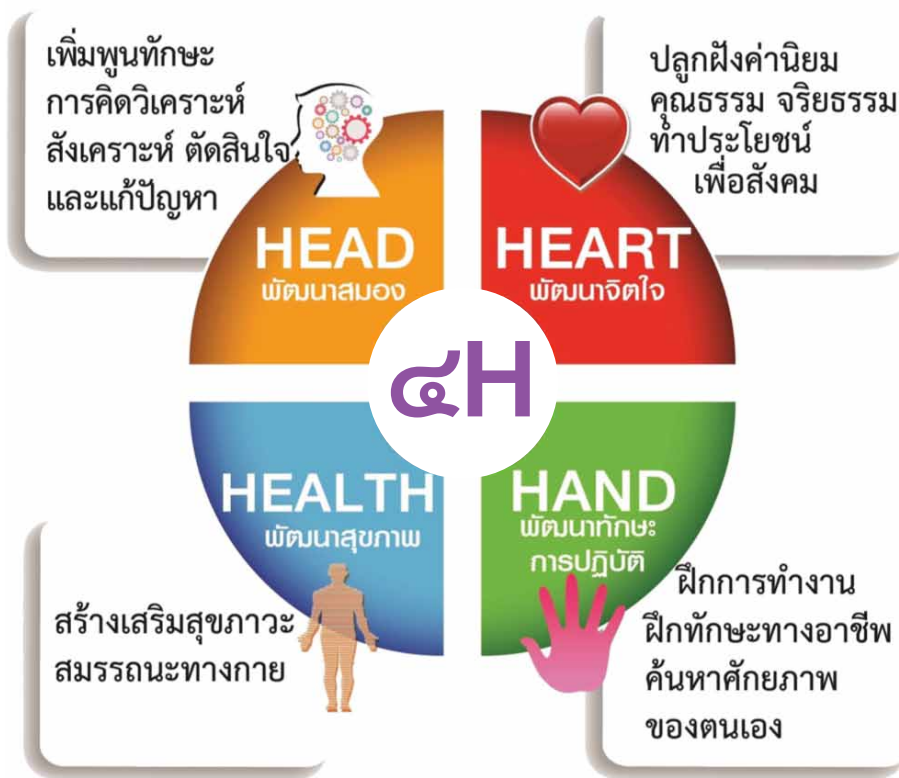 เพิ่มพูนทักษะ
การคิดวิเคราะห์
สังเคราะห์ ตัดสินใจ
และแก้ปัญหา
HEAD
พัฒนาสมอง
ปลูกฝังค่านิยม
คุณธรรม จริยธรรม
ทำประโยชน์
เพื่อสังคม
HEART
พัฒนาจิตใจ
๔H
HEALTH
พัฒนาสุขภาพ
สร้างเสริมสุขภาวะ
สมรรถนะทางกาย
HAND
พัฒนาทักษะ
การปฏิบัติ
ฝึกการทำงาน
ฝึกทักษะทางอาชีพ
ค้นหาศักยภาพ
ของตนเอง